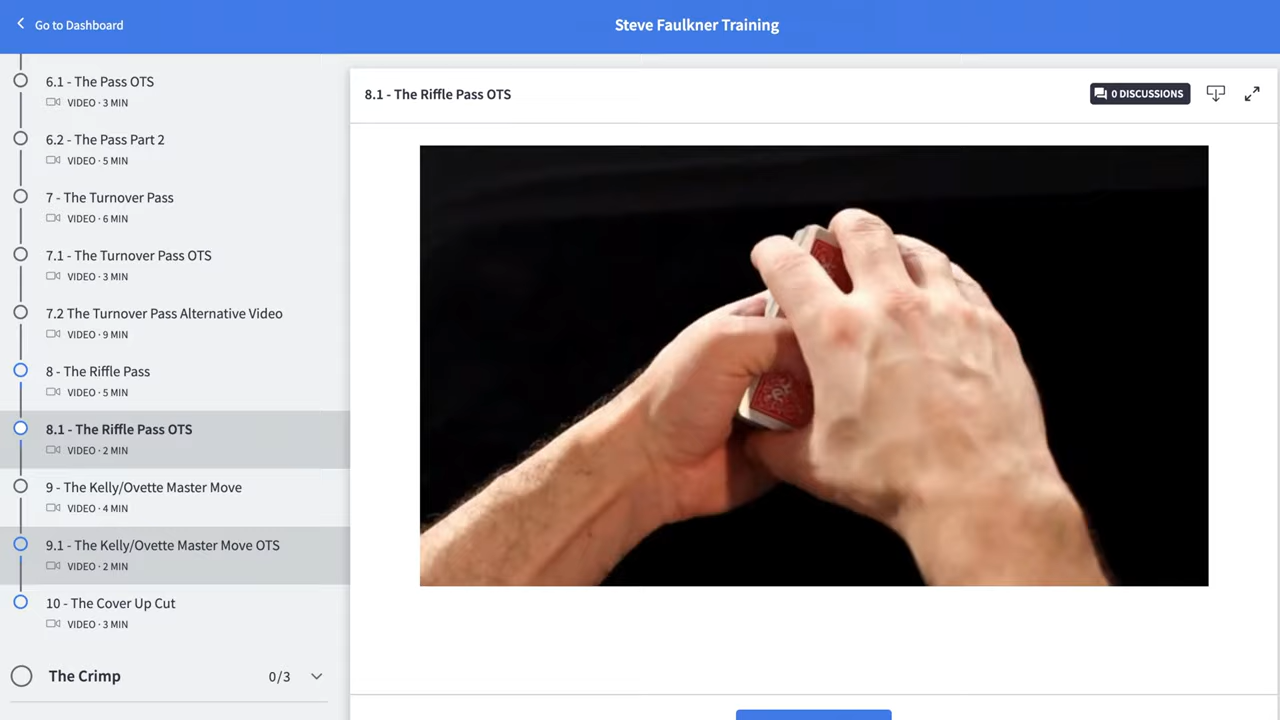 Go to Dashboard
Steve Faulkner Training
6.1 - The Pass OTS
VIDEO · 3 MIN
6.2 - The Pass Part 2
VIDEO · 5 MIN
7 - The Turnover Pass
VIDEO · 6 MIN
7.1 - The Turnover Pass OTS
VIDEO · 3 MIN
7.2 The Turnover Pass Alternative Video
VIDEO · 9 MIN
8 - The Riffle Pass
VIDEO · 5 MIN
8.1 - The Riffle Pass OTS
VIDEO · 2 MIN
9 - The Kelly/Ovette Master Move
VIDEO · 4 MIN
9.1 - The Kelly/Ovette Master Move OTS
VIDEO · 2 MIN
10 - The Cover Up Cut
VIDEO · 3 MIN
The Crimp 0/3
8.1 - The Riffle Pass OTS
0 DISCUSSIONS